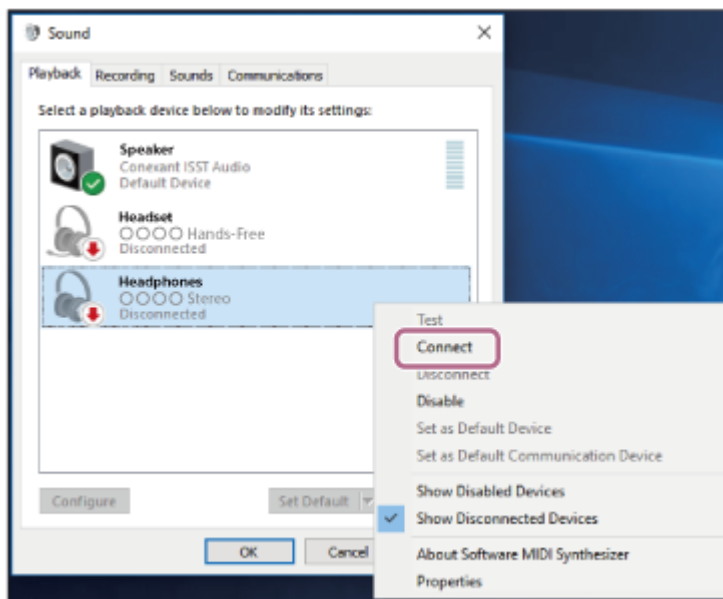 Sound
Playback Recording Sounds Communications
Select a playback device below to modify its settings:
Speaker
Conexant ISST Audio
Default Device
Headset
○○○○ Hands-Free
Disconnected
Headphones
○○○○ Stereo
Disconnected
Test
Connect
Disconnect
Disable
Set as Default Device
Set as Default Communication Device
Show Disabled Devices
Show Disconnected Devices
About Software MIDI Synthesizer
Properties
Configure
Set Default
OK
Cancel